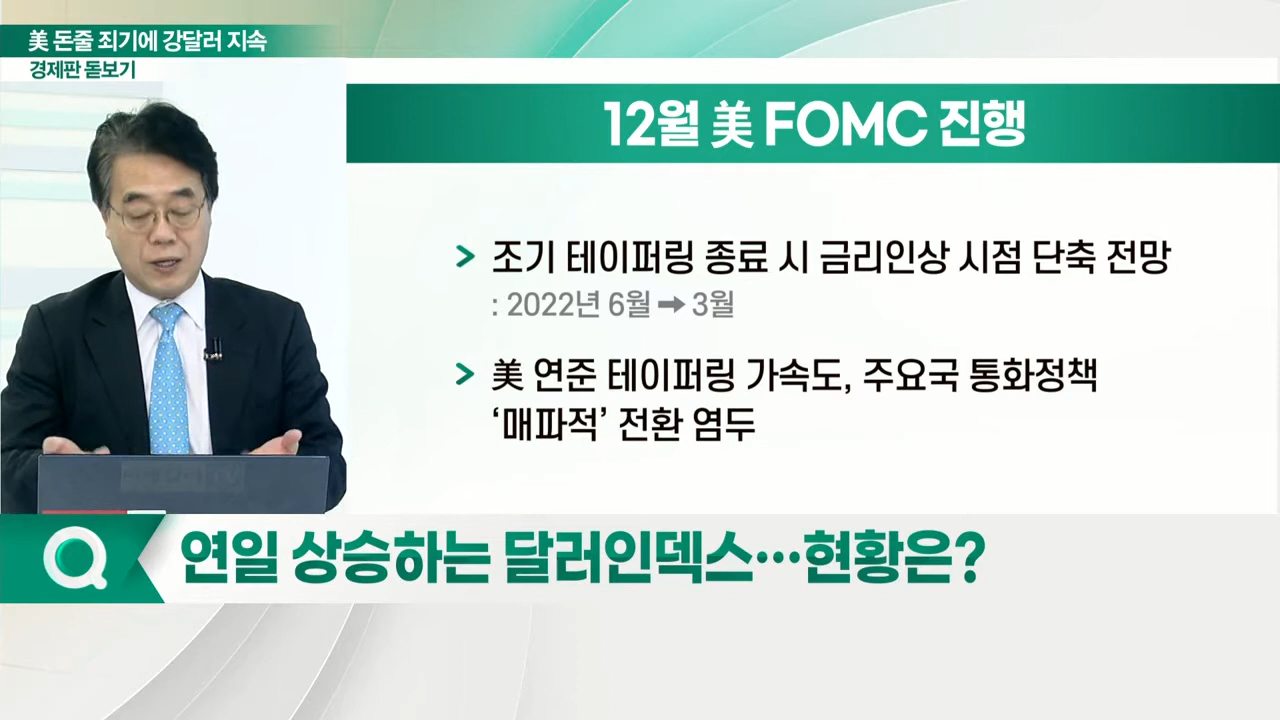 美 돈줄 죄기에 강달러 지속
경제판 돋보기
12월 美 FOMC 진행
> 조기 테이퍼링 종료 시 금리인상 시점 단축 전망
: 2022년 6월 ➡ 3월
> 美 연준 테이퍼링 가속도, 주요국 통화정책
‘매파적’ 전환 염두
Q 연일 상승하는 달러인덱스…현황은?